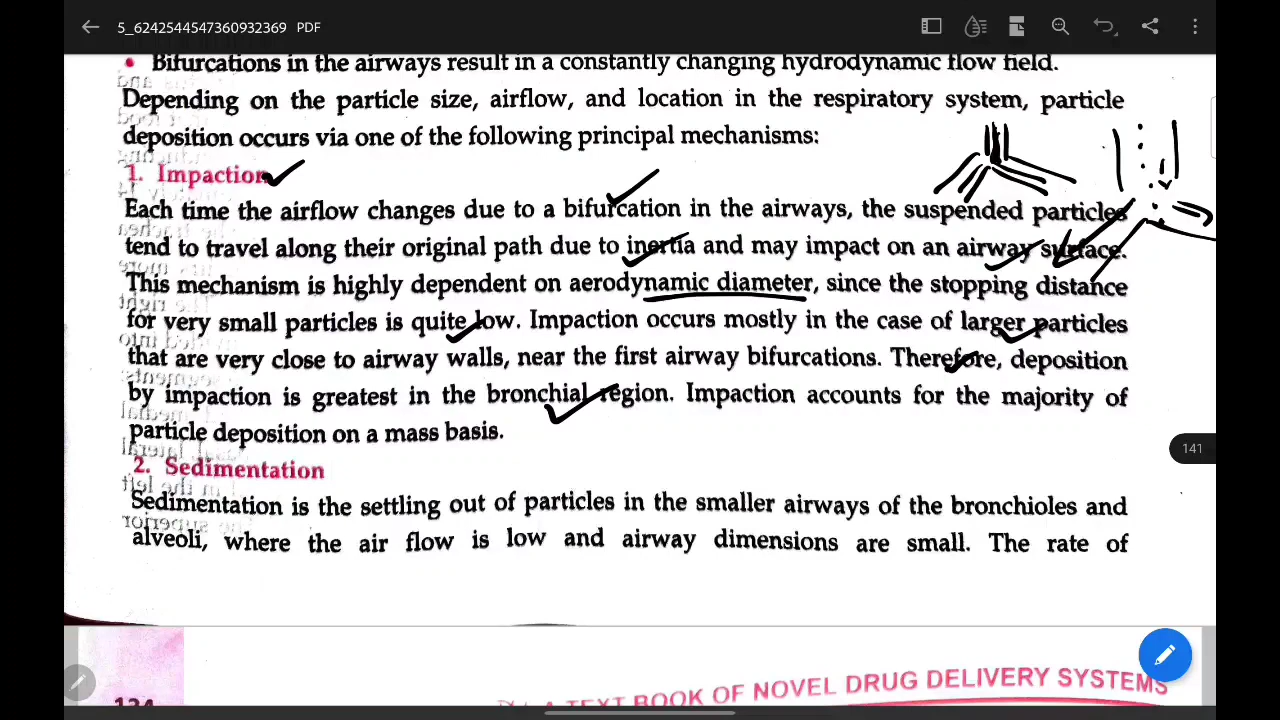 5_6242544547360932369 PDF
• Bifurcations in the airways result in a constantly changing hydrodynamic flow field.
Depending on the particle size, airflow, and location in the respiratory system, particle
deposition occurs via one of the following principal mechanisms:
1. Impaction
Each time the airflow changes due to a bifurcation in the airways, the suspended particles
tend to travel along their original path due to inertia and may impact on an airway surface.
This mechanism is highly dependent on aerodynamic diameter, since the stopping distance
for very small particles is quite low. Impaction occurs mostly in the case of larger particles
that are very close to airway walls, near the first airway bifurcations. Therefore, deposition
by impaction is greatest in the bronchial region. Impaction accounts for the majority of
particle deposition on a mass basis.
141
2. Sedimentation
Sedimentation is the settling out of particles in the smaller airways of the bronchioles and
alveoli, where the air flow is low and airway dimensions are small. The rate of
A TEXT BOOK OF NOVEL DRUG DELIVERY SYSTEMS